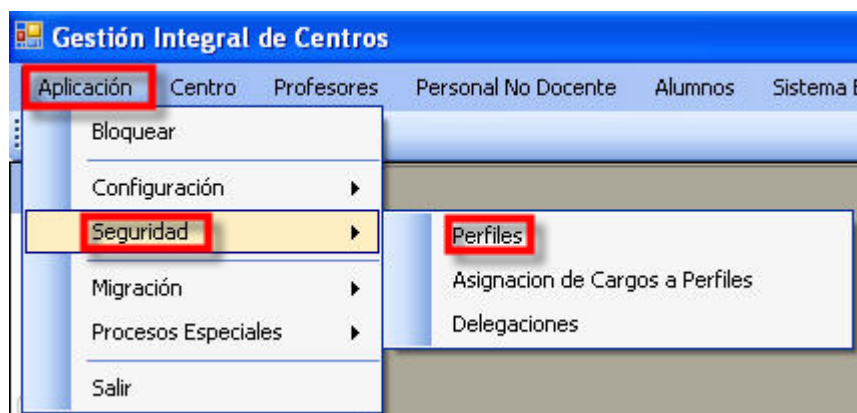 Gestión Integral de Centros
Aplicación Centro Profesores Personal No Docente Alumnos Sistema
Bloquear
Configuración
Seguridad
Perfiles
Asignacion de Cargos a Perfiles
Migración
Delegaciones
Procesos Especiales
Salir